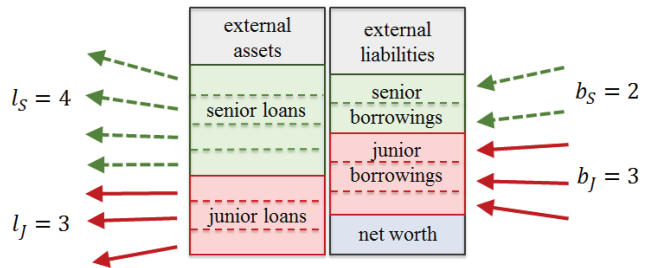 external
assets
senior loans
junior loans
external
liabilities
senior
borrowings
junior
borrowings
net worth
l_S = 4
l_J = 3
b_S = 2
b_J = 3